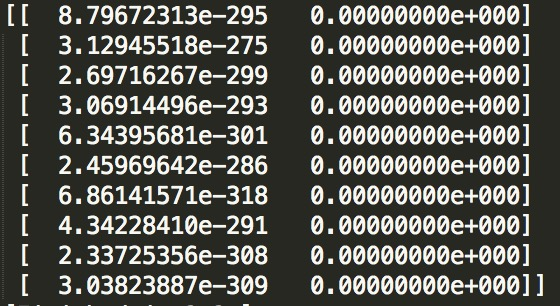 [[  8.79672313e-295   0.00000000e+000]
[  3.12945518e-275   0.00000000e+000]
[  2.69716267e-299   0.00000000e+000]
[  3.06914496e-293   0.00000000e+000]
[  6.34395681e-301   0.00000000e+000]
[  2.45969642e-286   0.00000000e+000]
[  6.86141571e-318   0.00000000e+000]
[  4.34228410e-291   0.00000000e+000]
[  2.33725356e-308   0.00000000e+000]
[  3.03823887e-309   0.00000000e+000]]